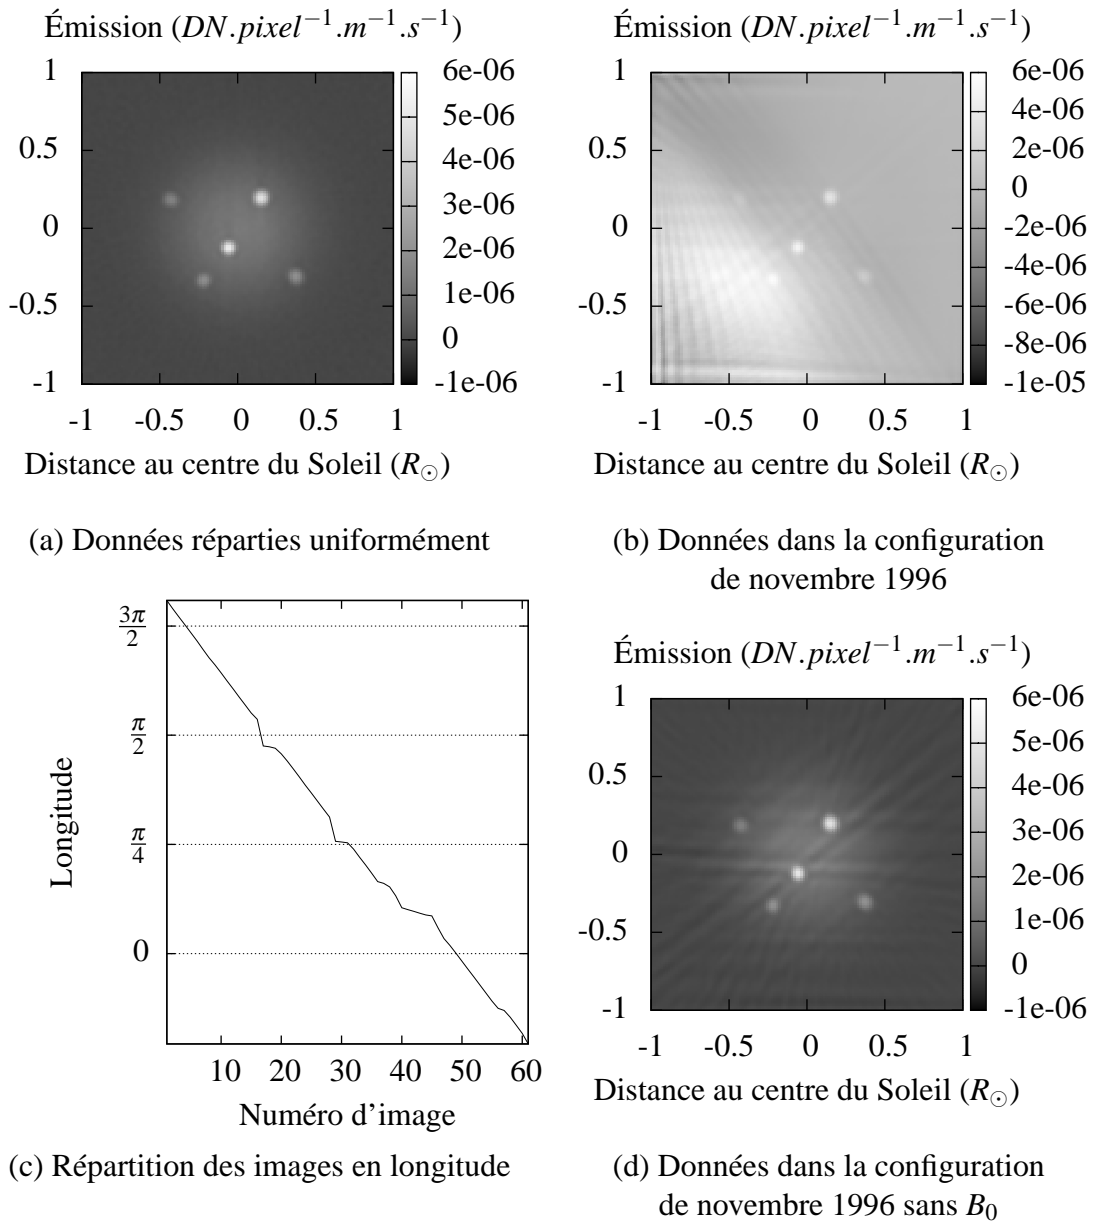 Émission (DN.pixel⁻¹.m⁻¹.s⁻¹)
1
0.5
0
-0.5
-1
-1 -0.5 0 0.5 1
6e-06
5e-06
4e-06
3e-06
2e-06
1e-06
0
-1e-06
Distance au centre du Soleil (R☉)
(a) Données réparties uniformément
Émission (DN.pixel⁻¹.m⁻¹.s⁻¹)
1
0.5
0
-0.5
-1
-1 -0.5 0 0.5 1
6e-06
4e-06
2e-06
0
-2e-06
-4e-06
-6e-06
-8e-06
-1e-05
Distance au centre du Soleil (R☉)
(b) Données dans la configuration
de novembre 1996
3π/2
π/2
π/4
0
Longitude
10 20 30 40 50 60
Numéro d'image
(c) Répartition des images en longitude
Émission (DN.pixel⁻¹.m⁻¹.s⁻¹)
1
0.5
0
-0.5
-1
-1 -0.5 0 0.5 1
6e-06
5e-06
4e-06
3e-06
2e-06
1e-06
0
-1e-06
Distance au centre du Soleil (R☉)
(d) Données dans la configuration
de novembre 1996 sans B₀